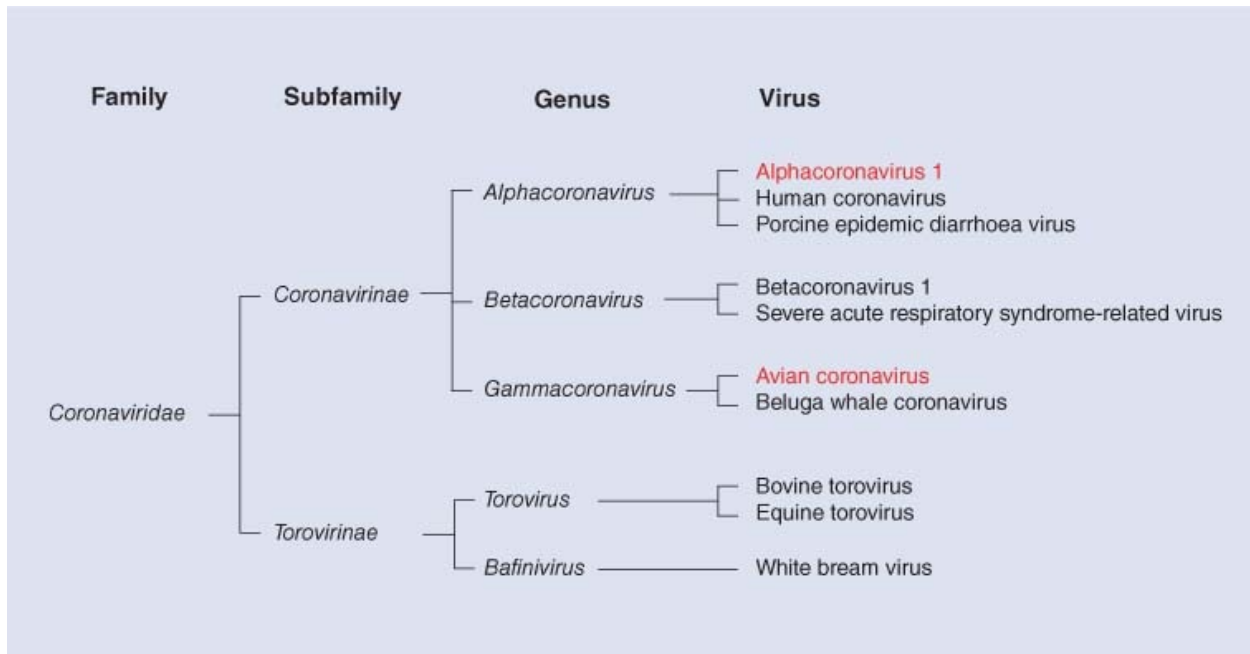 Family Subfamily Genus Virus
Alphacoronavirus 1
Alphacoronavirus
Human coronavirus
Porcine epidemic diarrhoea virus
Betacoronavirus 1
Coronavirinae
Betacoronavirus
Severe acute respiratory syndrome-related virus
Avian coronavirus
Gammacoronavirus
Beluga whale coronavirus
Coronaviridae
Bovine torovirus
Torovirus
Equine torovirus
Torovirinae
Bafinivirus
White bream virus